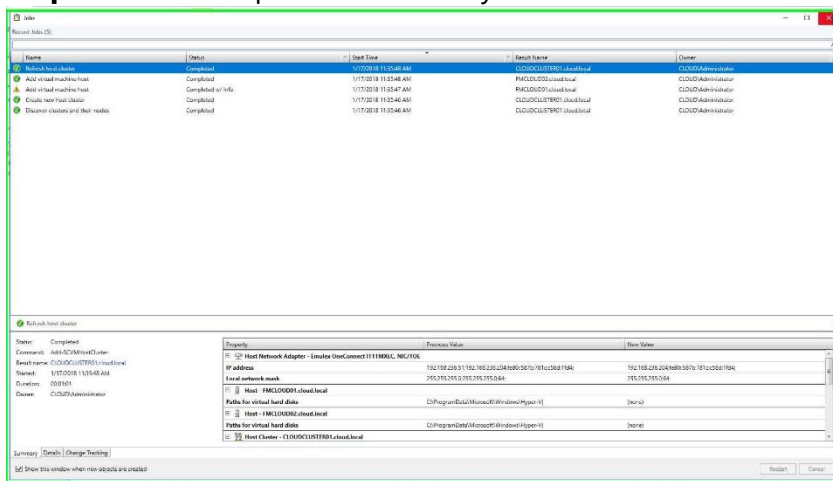 Jobs
Recent Jobs (5)
Name Status Start Time Result Name Owner
Refresh host cluster Completed 1/17/2018 11:35:48 AM CLOUDCLUSTER01.cloud.local CLOUD\Administrator
Add virtual machine host Completed 1/17/2018 11:35:48 AM FMCLOUD02.cloud.local CLOUD\Administrator
Add virtual machine host Completed w/ Info 1/17/2018 11:35:47 AM FMCLOUD01.cloud.local CLOUD\Administrator
Create new host cluster Completed 1/17/2018 11:35:46 AM CLOUDCLUSTER01.cloud.local CLOUD\Administrator
Discover clusters and their nodes Completed 1/17/2018 11:35:46 AM CLOUD\Administrator
Refresh host cluster
Status: Completed
Command: Add-SCVMHostCluster
Result name: CLOUDCLUSTER01.cloud.local
Started: 1/17/2018 11:35:48 AM
Duration: 00:01:01
Owner: CLOUD\Administrator
Property Previous Value New Value
Host Network Adapter - Emulex OneConnect NIC/TOE
IP address
Local network mask
Host - FMCLOUD01.cloud.local
Paths for virtual hard disks C:\ProgramData\Microsoft\Windows\Hyper-V| (none)
Host - FMCLOUD02.cloud.local
Paths for virtual hard disks C:\ProgramData\Microsoft\Windows\Hyper-V| (none)
Host Cluster - CLOUDCLUSTER01.cloud.local
Summary Details Change Tracking
Show this window when new objects are created
Restart Cancel